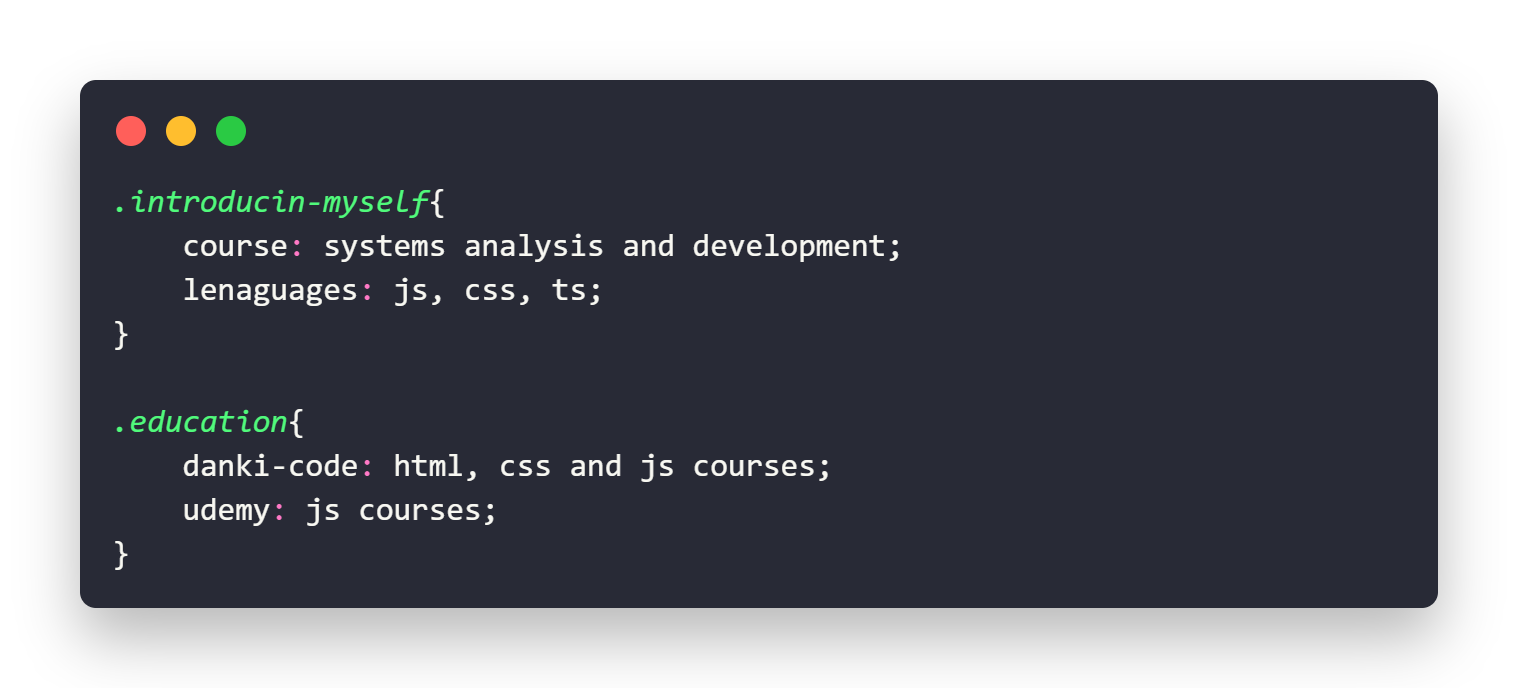 .introducin-myself{
    course: systems analysis and development;
    lenaguages: js, css, ts;
}

.education{
    danki-code: html, css and js courses;
    udemy: js courses;
}